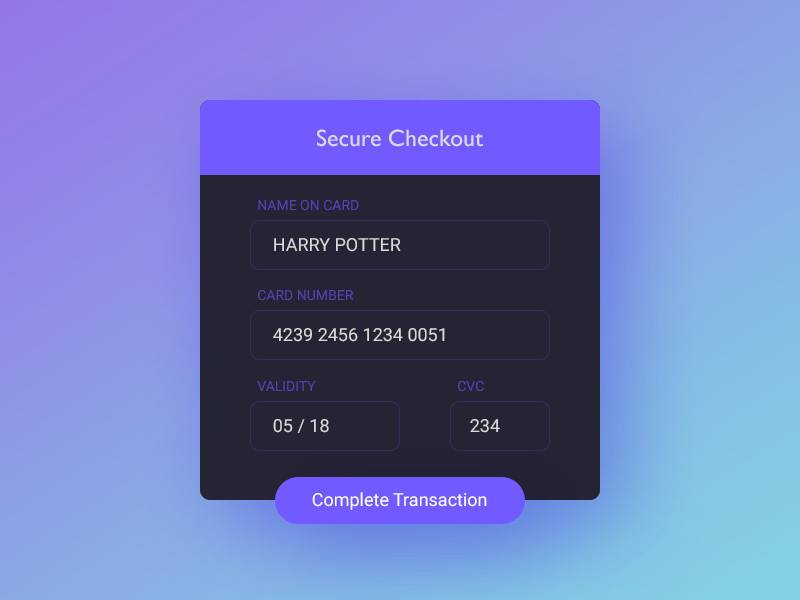 Secure Checkout
NAME ON CARD
HARRY POTTER
CARD NUMBER
4239 2456 1234 0051
VALIDITY CVC
05 / 18 234
Complete Transaction